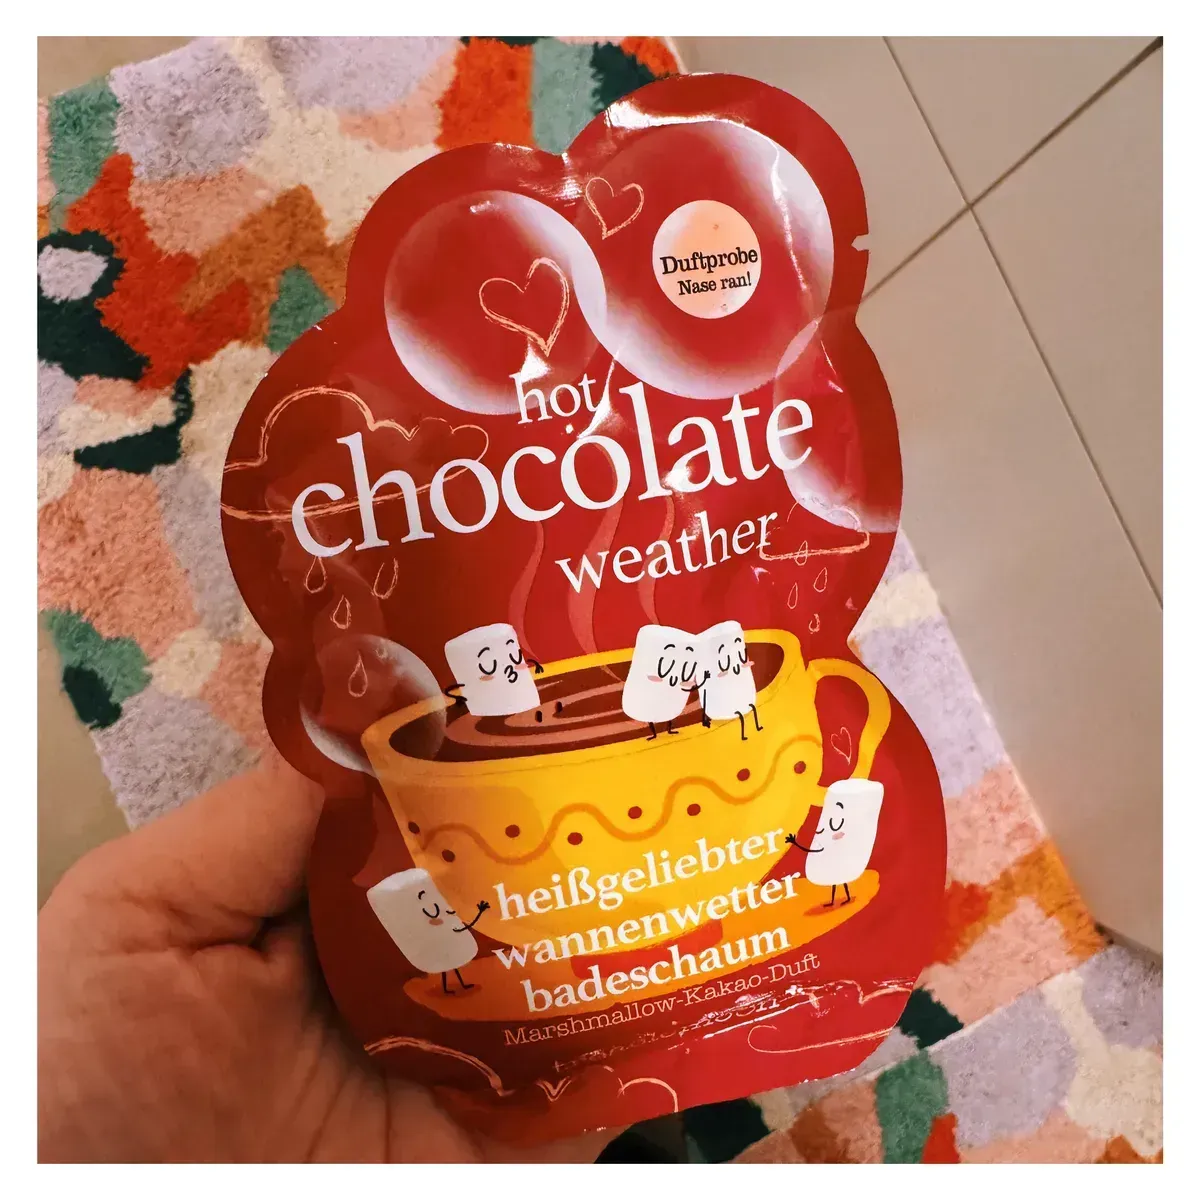 Duftprobe
Nase ran!
hot
chocolate
weather
heißgeliebter
wannenwetter
badeschaum
Marshmallow-Kakao-Duft